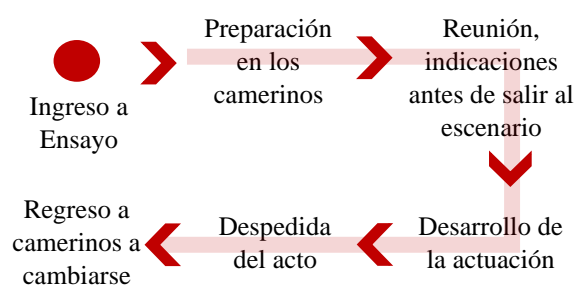 Ingreso a
Ensayo
Preparación
en los
camerinos
Reunión,
indicaciones
antes de salir al
escenario
Desarrollo de
la actuación
Despedida
del acto
Regreso a
camerinos a
cambiarse